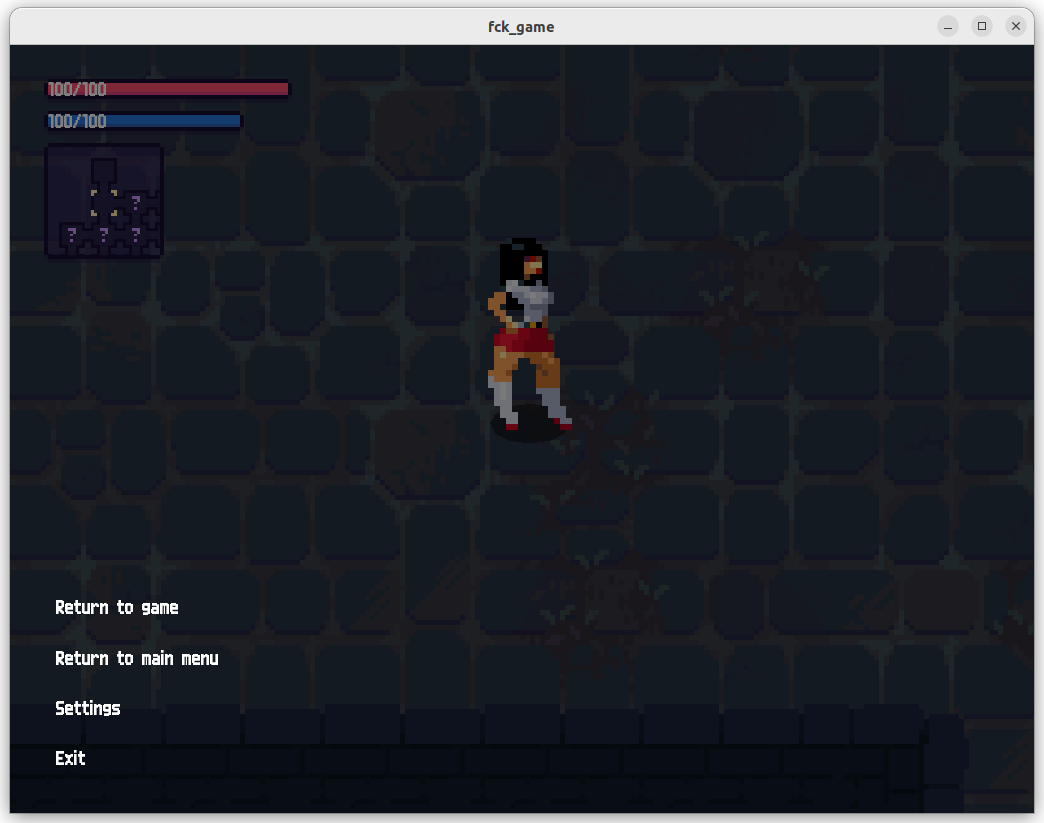 fck_game
100/100
100/100
?
? ? ?
Return to game
Return to main menu
Settings
Exit